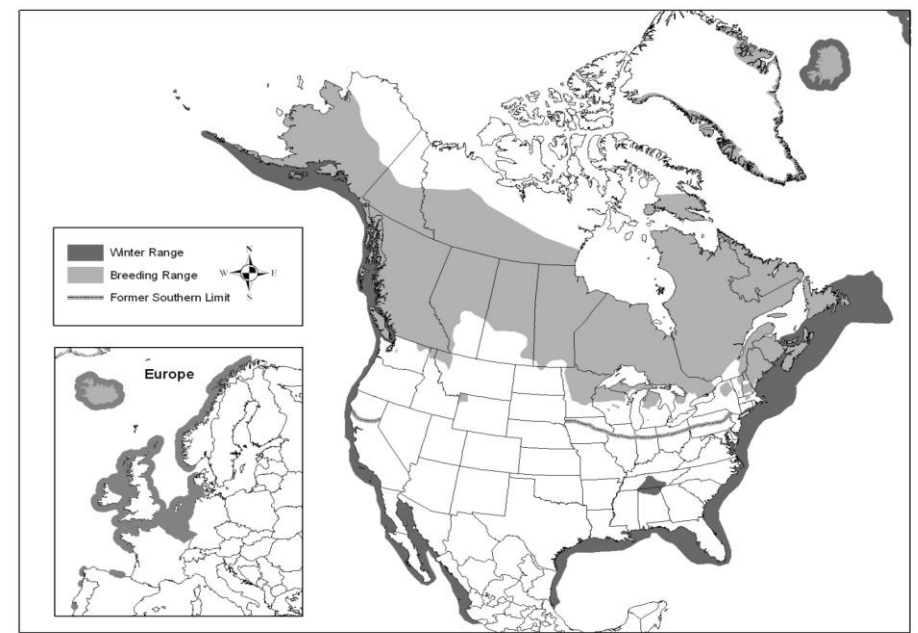 Winter Range
Breeding Range
Former Southern Limit
N
W E
S
Europe